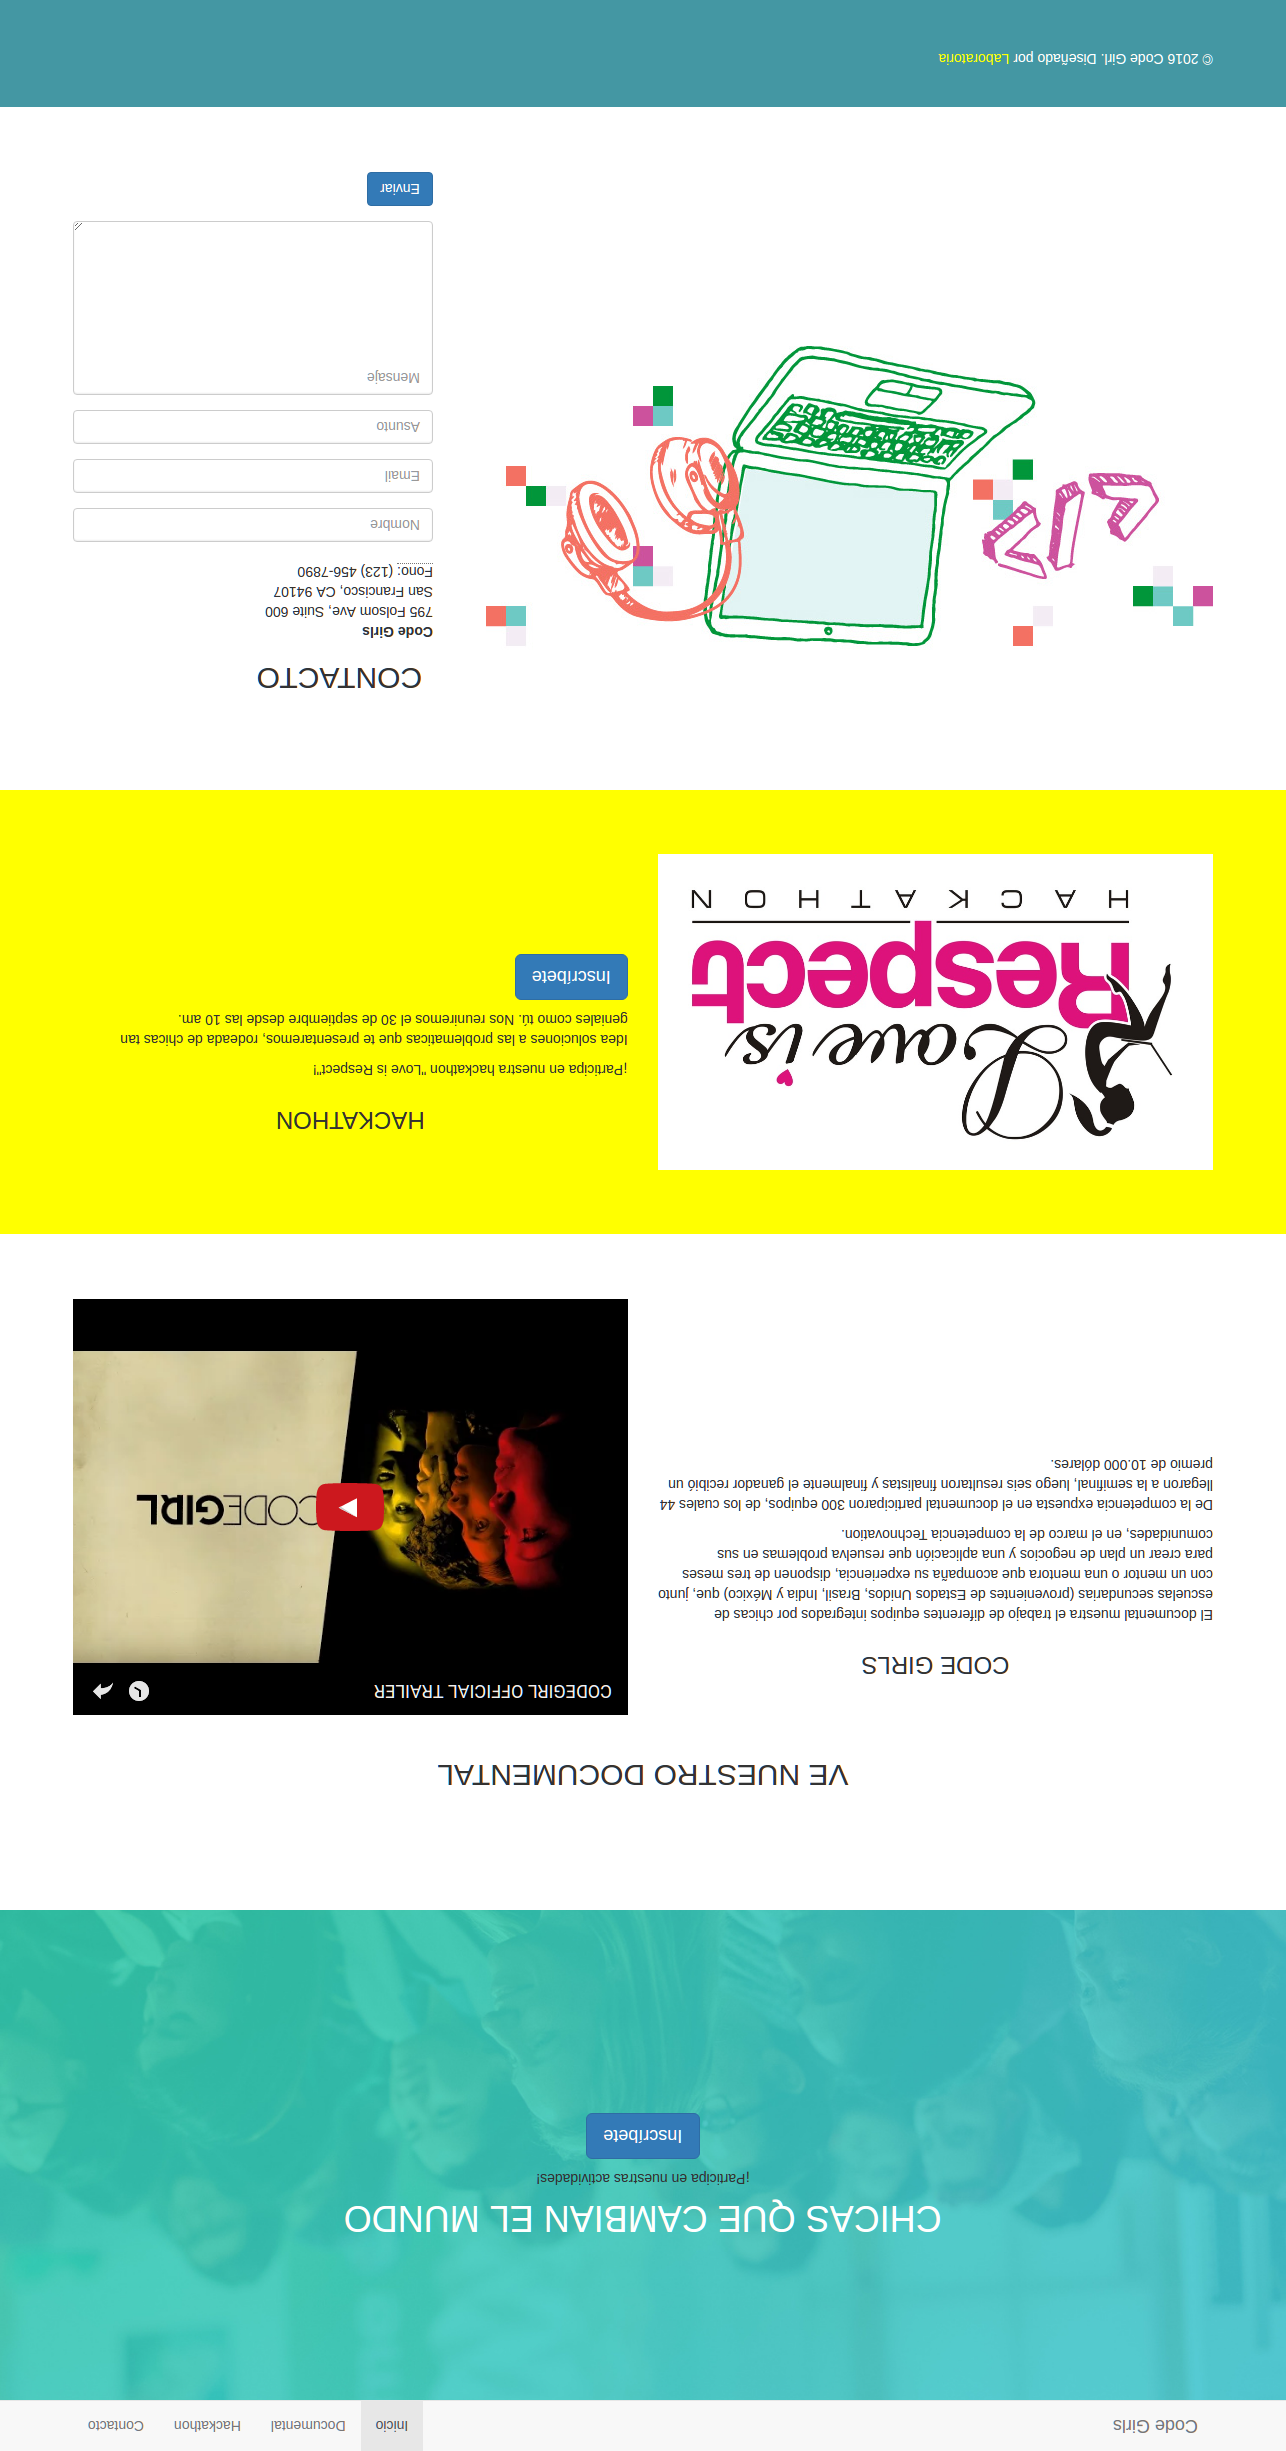 Code Girls
Inicio
Documental
Hackathon
Contacto
CHICAS QUE CAMBIAN EL MUNDO
¡Participa en nuestras actividades!
Inscríbete
VE NUESTRO DOCUMENTAL
CODE GIRLS
El documental muestra el trabajo de diferentes equipos integrados por chicas de
escuelas secundarias (provenientes de Estados Unidos, Brasil, India y México) que, junto
con un mentor o una mentora que acompaña su experiencia, disponen de tres meses
para crear un plan de negocios y una aplicación que resuelva problemas en sus
comunidades, en el marco de la competencia Technovation.
De la competencia expuesta en el documental participaron 300 equipos, de los cuales 44
llegaron a la semifinal, luego seis resultaron finalistas y finalmente el ganador recibió un
premio de 10.000 dólares.
CODEGIRL OFFICIAL TRAILER
CODEGIRL
Love is
Respect
HACKATHON
HACKATHON
¡Participa en nuestra hackathon "Love is Respect"!
Idea soluciones a las problematicas que te presentaremos, rodeada de chicas tan
geniales como tú. Nos reuniremos el 30 de septiembre desde las 10 am.
Inscríbete
CONTACTO
Code Girls
795 Folsom Ave, Suite 600
San Francisco, CA 94107
Fono: (123) 456-7890
Nombre
Email
Asunto
Mensaje
Enviar
© 2016 Code Girl. Diseñado por Laboratoria